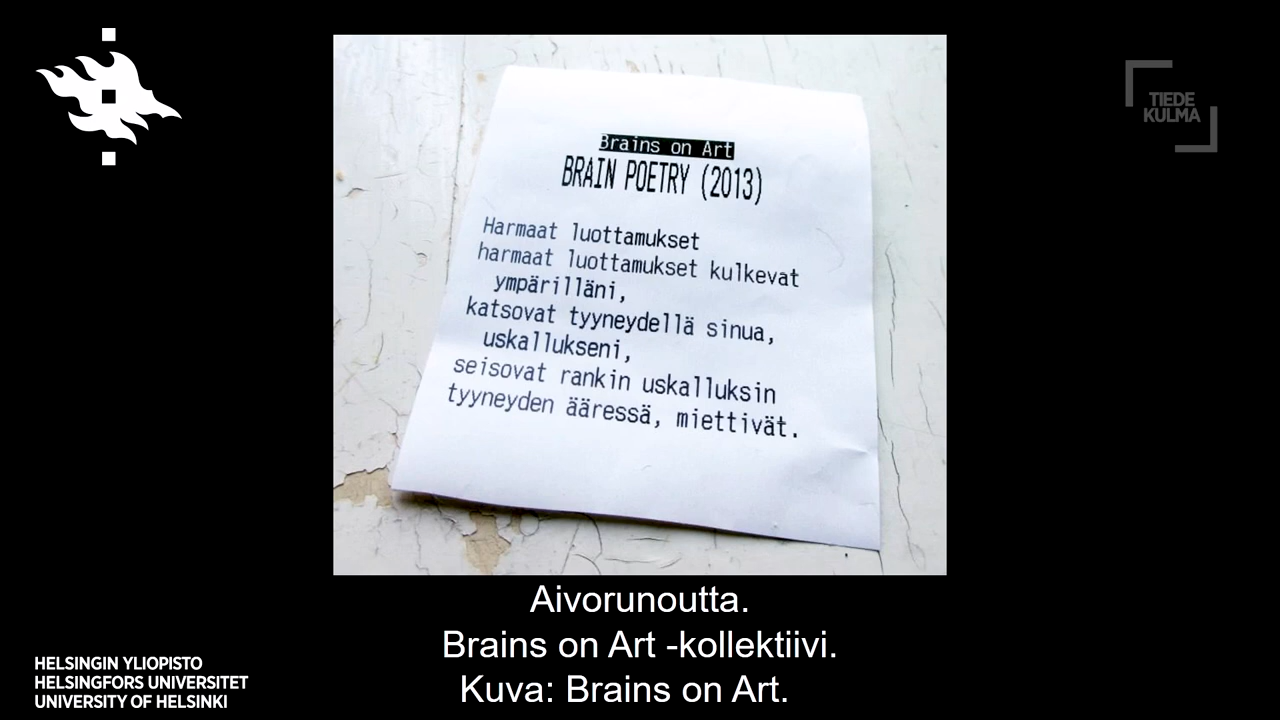 TIEDE
KULMA
Brains on Art
BRAIN POETRY (2013)
Harmaat luottamukset
harmaat luottamukset kulkevat
ympärilläni,
katsovat tyyneydellä sinua,
uskallukseni,
seisovat rankin uskalluksin
tyyneyden ääressä, miettivät.
Aivorunoutta.
Brains on Art -kollektiivi.
Kuva: Brains on Art.
HELSINGIN YLIOPISTO
HELSINGFORS UNIVERSITET
UNIVERSITY OF HELSINKI